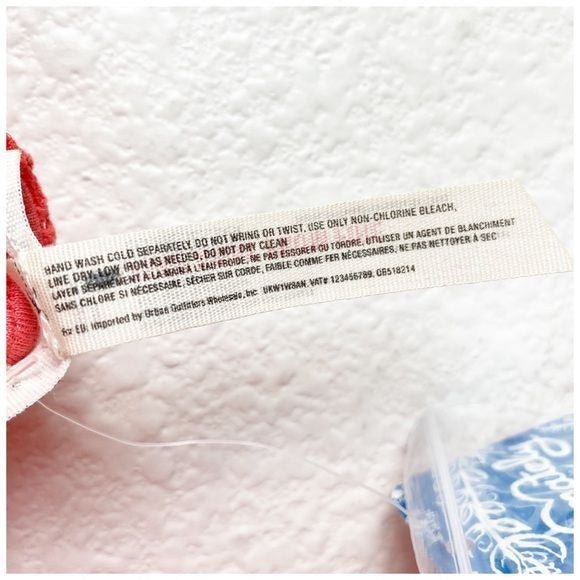 HAND WASH COLD SEPARATELY. DO NOT WRING OR TWIST. USE ONLY NON-CHLORINE BLEACH,
LINE DRY. LOW IRON AS NEEDED, DO NOT DRY CLEAN
LAVER SÉPARÉMENT À LA MAIN À L'EAU FROIDE, NE PAS ESSORER OU TORDRE, UTILISER UN AGENT DE BLANCHIMENT
SANS CHLORE SI NÉCESSAIRE, SÉCHER SUR CORDE, FAIBLE COMME FER NÉCESSAIRES, NE PAS NETTOYER À SEC
For EU: Imported by Urban Outfitters Wholesale, Inc. UKW1W8AN, VAT# 123456789. OB518214